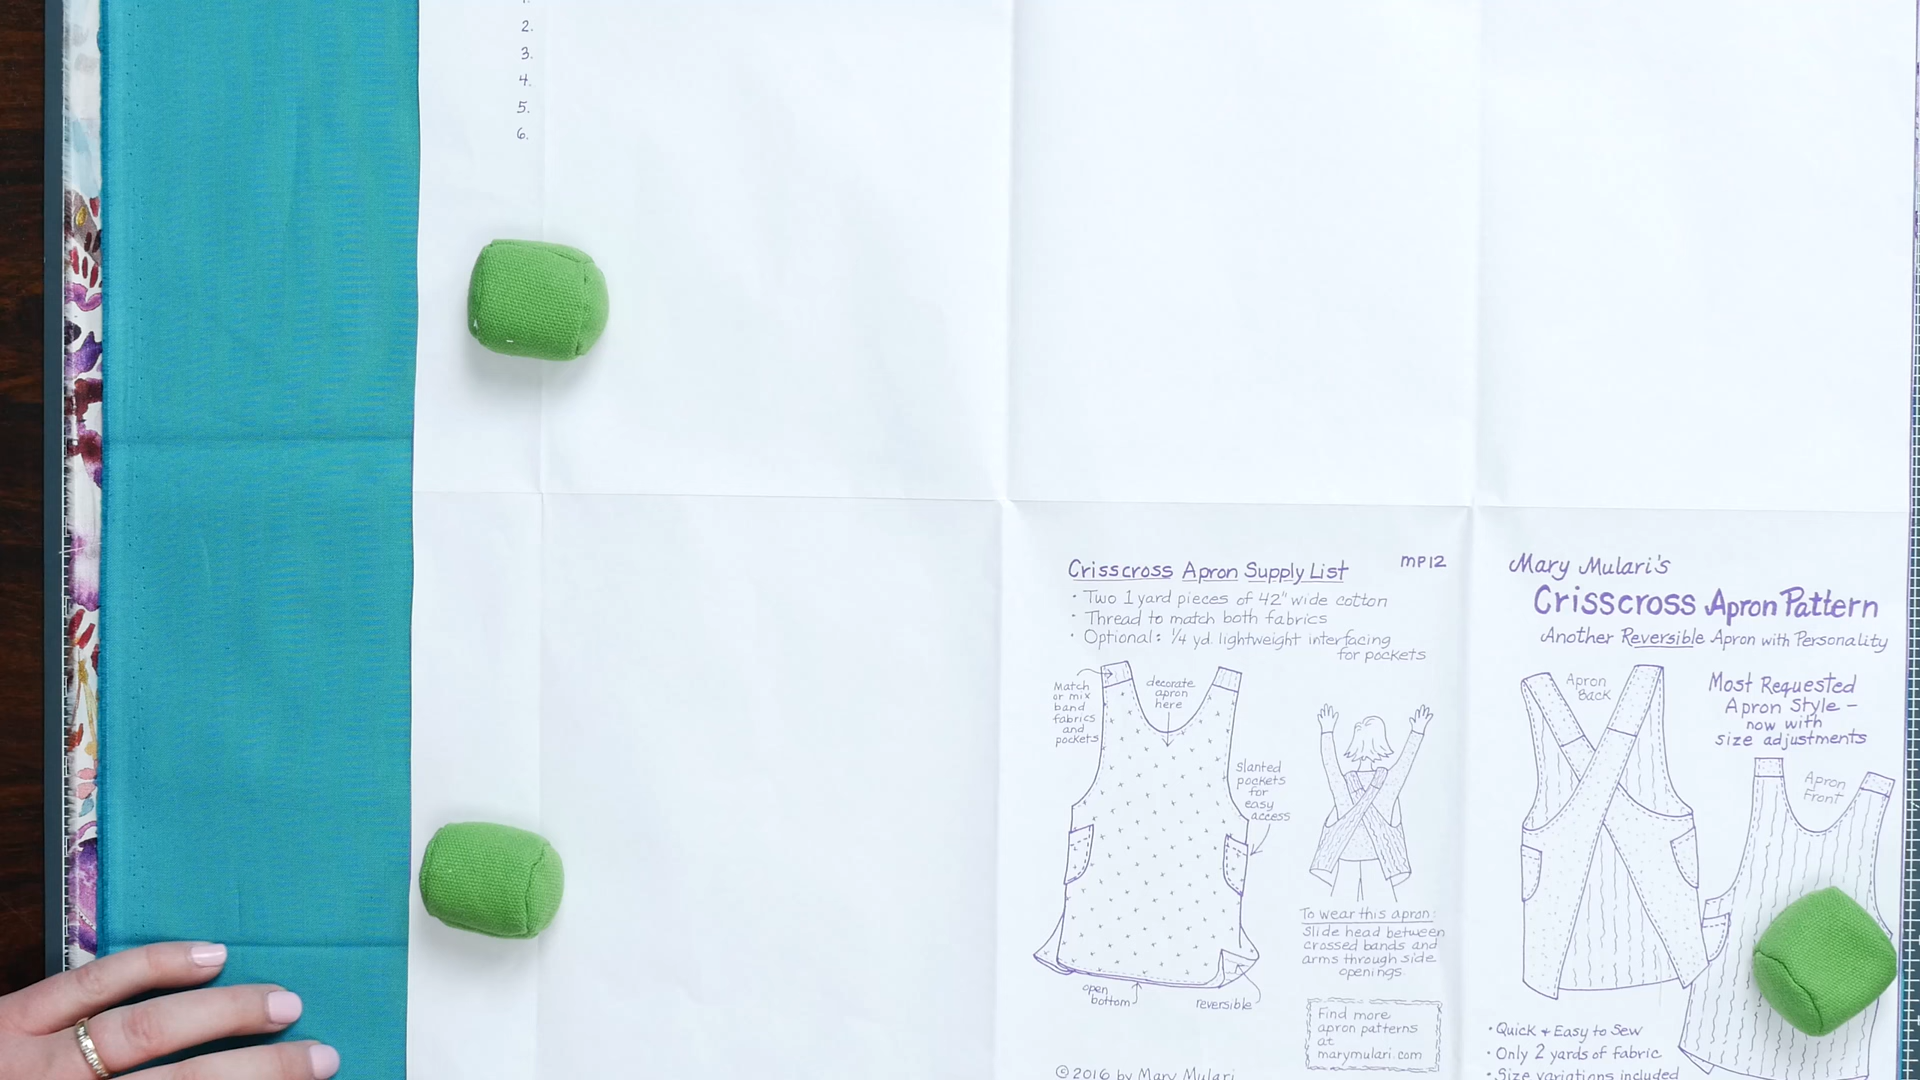 2.
3.
4.
5.
6.
Crisscross Apron Supply List
MP12
• Two 1 yard pieces of 42" wide cotton
• Thread to match both fabrics
• Optional: 1/4 yd. lightweight interfacing
for pockets
Match
or mix
band
fabrics
and
pockets
decorate
apron
here
slanted
pockets
for
easy
access
To wear this apron:
Slide head between
crossed bands and
arms through side
openings.
open
bottom
reversible
Find more
apron patterns
at
marymulari.com
©2016 by Mary Mulari
Mary Mulari's
Crisscross Apron Pattern
Another Reversible Apron with Personality
Apron
Back
Most Requested
Apron Style –
now with
size adjustments
Apron
Front
• Quick + Easy to Sew
• Only 2 yards of fabric
• Size variations included